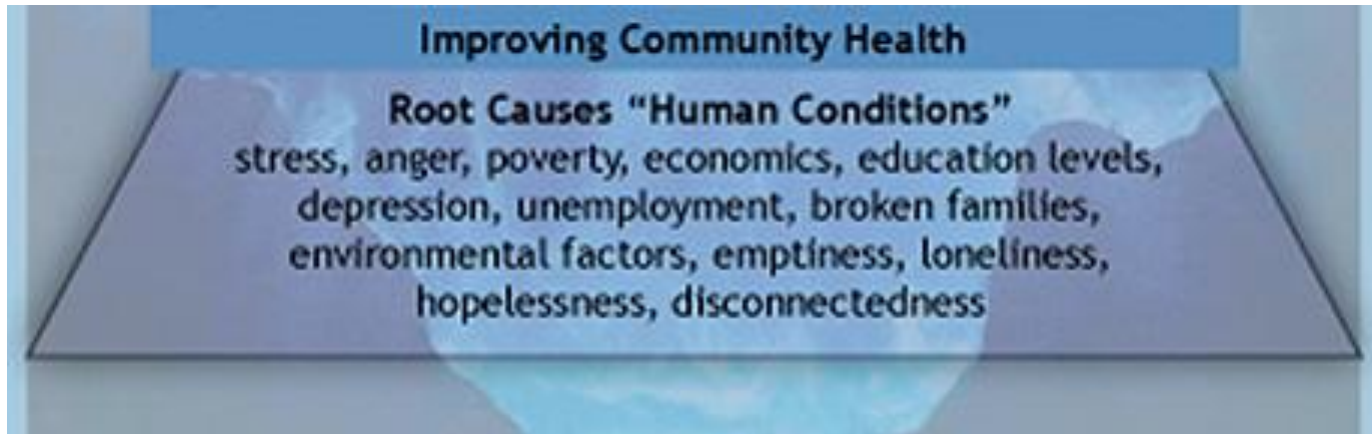 Improving Community Health
Root Causes “Human Conditions”
stress, anger, poverty, economics, education levels,
depression, unemployment, broken families,
environmental factors, emptiness, loneliness,
hopelessness, disconnectedness